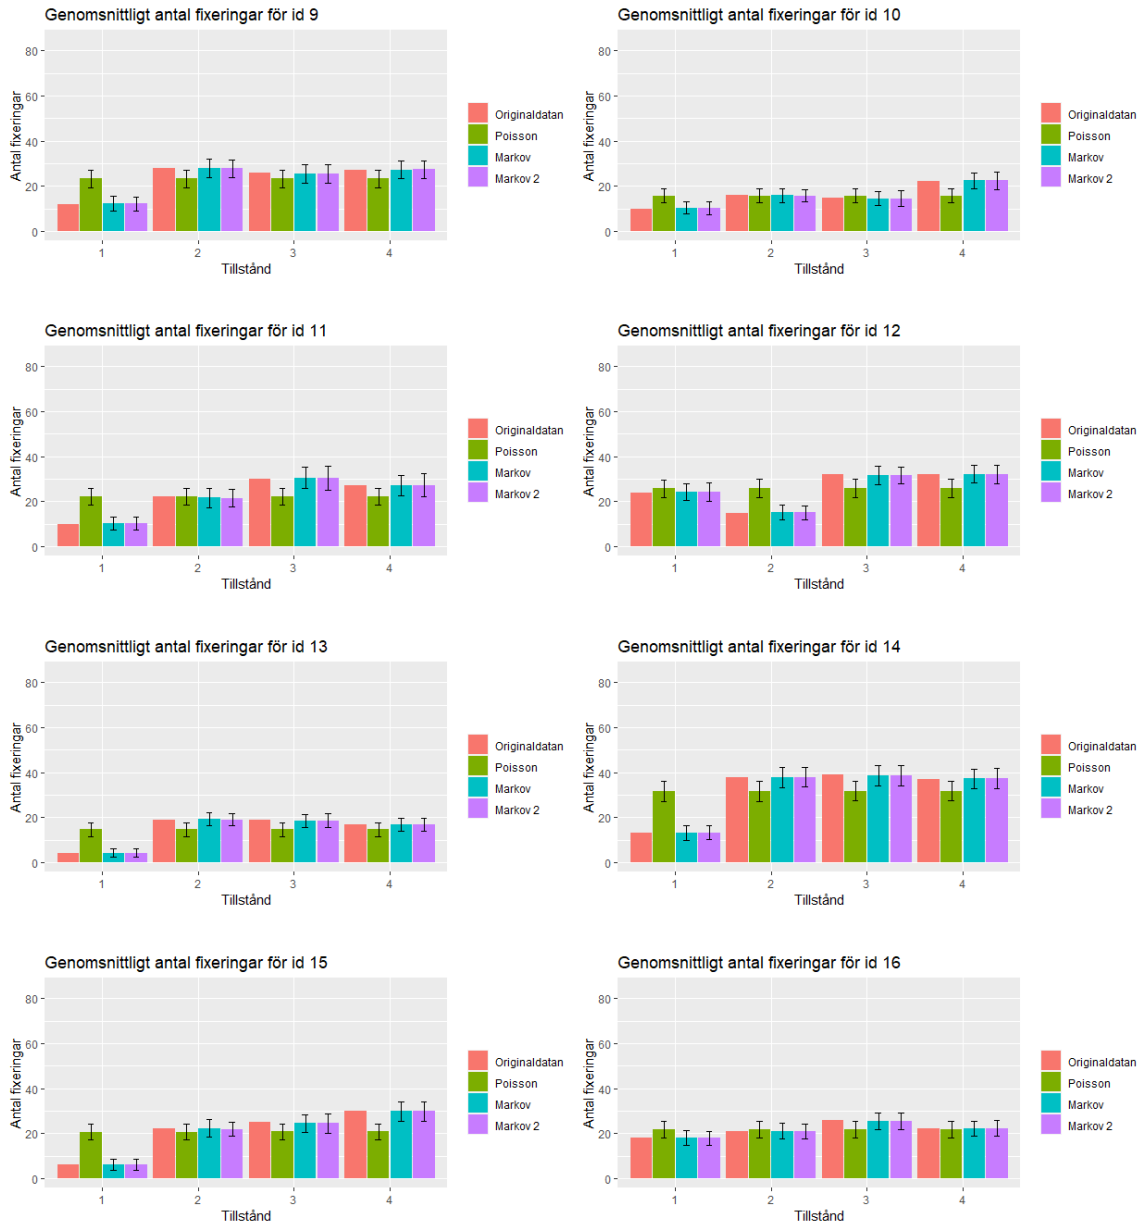 Genomsnittligt antal fixeringar för id 9
Antal fixeringar
80
60
40
20
0
1 2 3 4
Tillstånd
Originaldatan
Poisson
Markov
Markov 2
Genomsnittligt antal fixeringar för id 10
Antal fixeringar
80
60
40
20
0
1 2 3 4
Tillstånd
Originaldatan
Poisson
Markov
Markov 2
Genomsnittligt antal fixeringar för id 11
Antal fixeringar
80
60
40
20
0
1 2 3 4
Tillstånd
Originaldatan
Poisson
Markov
Markov 2
Genomsnittligt antal fixeringar för id 12
Antal fixeringar
80
60
40
20
0
1 2 3 4
Tillstånd
Originaldatan
Poisson
Markov
Markov 2
Genomsnittligt antal fixeringar för id 13
Antal fixeringar
80
60
40
20
0
1 2 3 4
Tillstånd
Originaldatan
Poisson
Markov
Markov 2
Genomsnittligt antal fixeringar för id 14
Antal fixeringar
80
60
40
20
0
1 2 3 4
Tillstånd
Originaldatan
Poisson
Markov
Markov 2
Genomsnittligt antal fixeringar för id 15
Antal fixeringar
80
60
40
20
0
1 2 3 4
Tillstånd
Originaldatan
Poisson
Markov
Markov 2
Genomsnittligt antal fixeringar för id 16
Antal fixeringar
80
60
40
20
0
1 2 3 4
Tillstånd
Originaldatan
Poisson
Markov
Markov 2